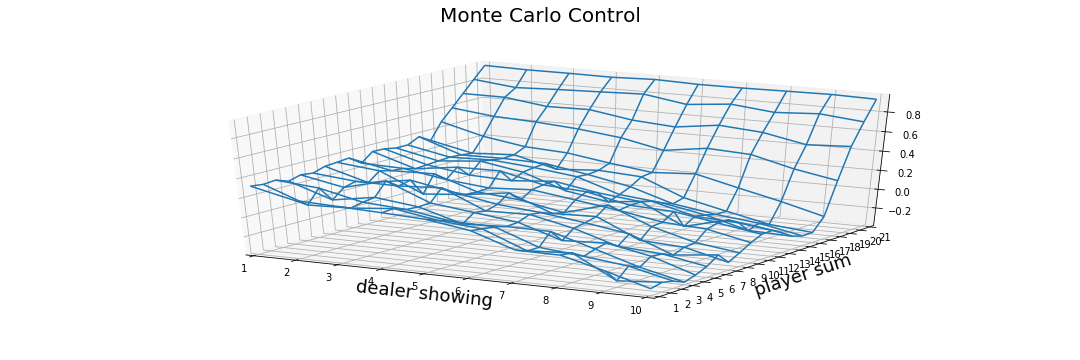 Monte Carlo Control
0.8
0.6
0.4
0.2
0.0
−0.2
1 2 3 4 5 6 7 8 9 10
dealer showing
1 2 3 4 5 6 7 8 9 10 11 12 13 14 15 16 17 18 19 20 21
player sum